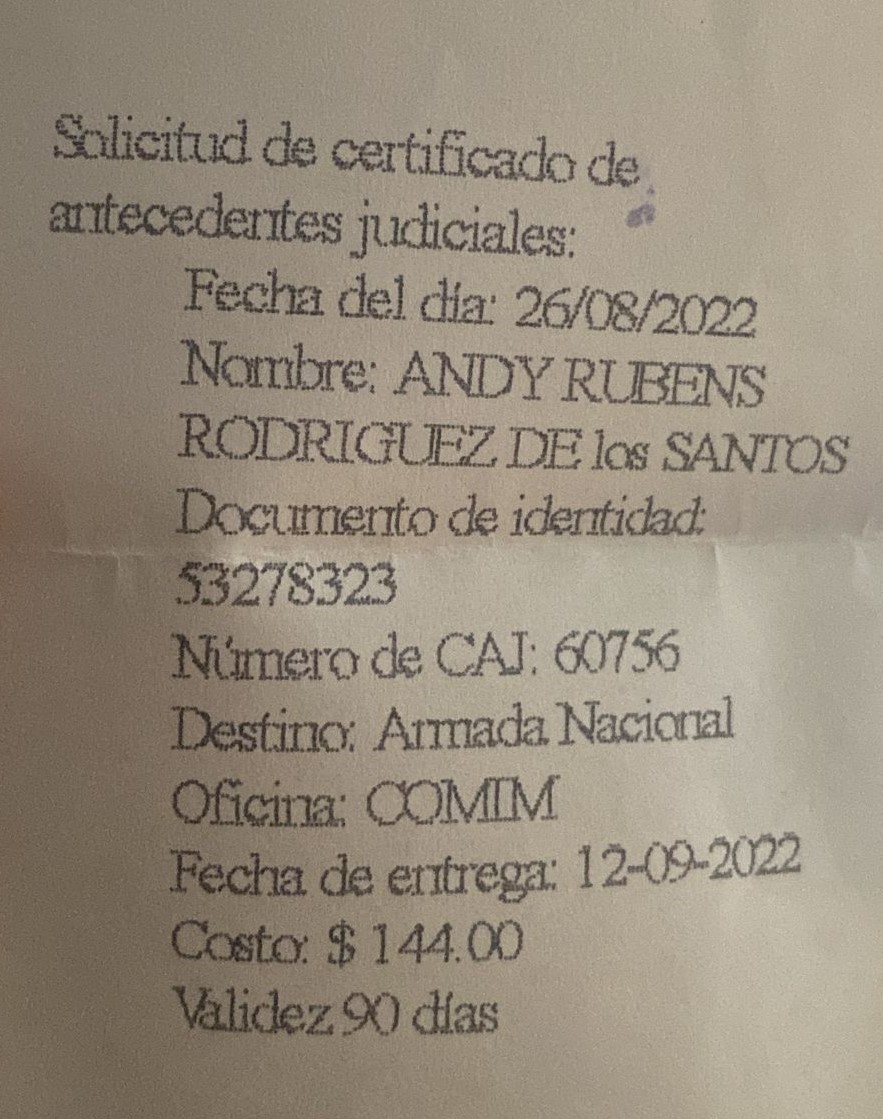 Solicitud de certificado de
antecedentes judiciales:
Fecha del día: 26/08/2022
Nombre: ANDY RUBENS
RODRIGUEZ DE los SANTOS
Documento de identidad:
53278323
Número de CAJ: 60756
Destino: Armada Nacional
Oficina: COMIM
Fecha de entrega: 12-09-2022
Costo: $ 144.00
Validez 90 días